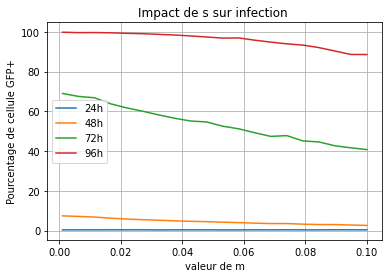 Impact de s sur infection
Pourcentage de cellule GFP+
100
80
60
40
20
0
24h
48h
72h
96h
0.00
0.02
0.04
0.06
0.08
0.10
valeur de m